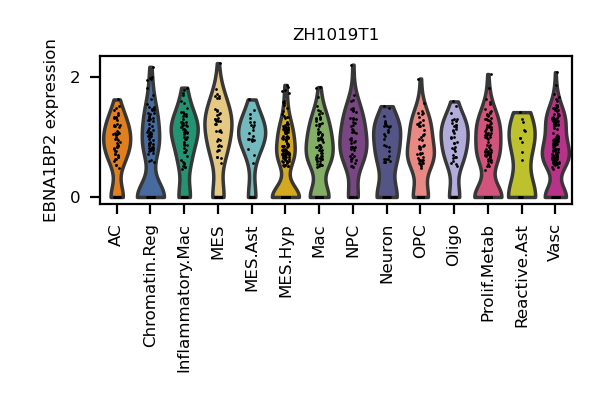 ZH1019T1
EBNA1BP2 expression
2
0
AC
Chromatin.Reg
Inflammatory.Mac
MES
MES.Ast
MES.Hyp
Mac
NPC
Neuron
OPC
Oligo
Prolif.Metab
Reactive.Ast
Vasc